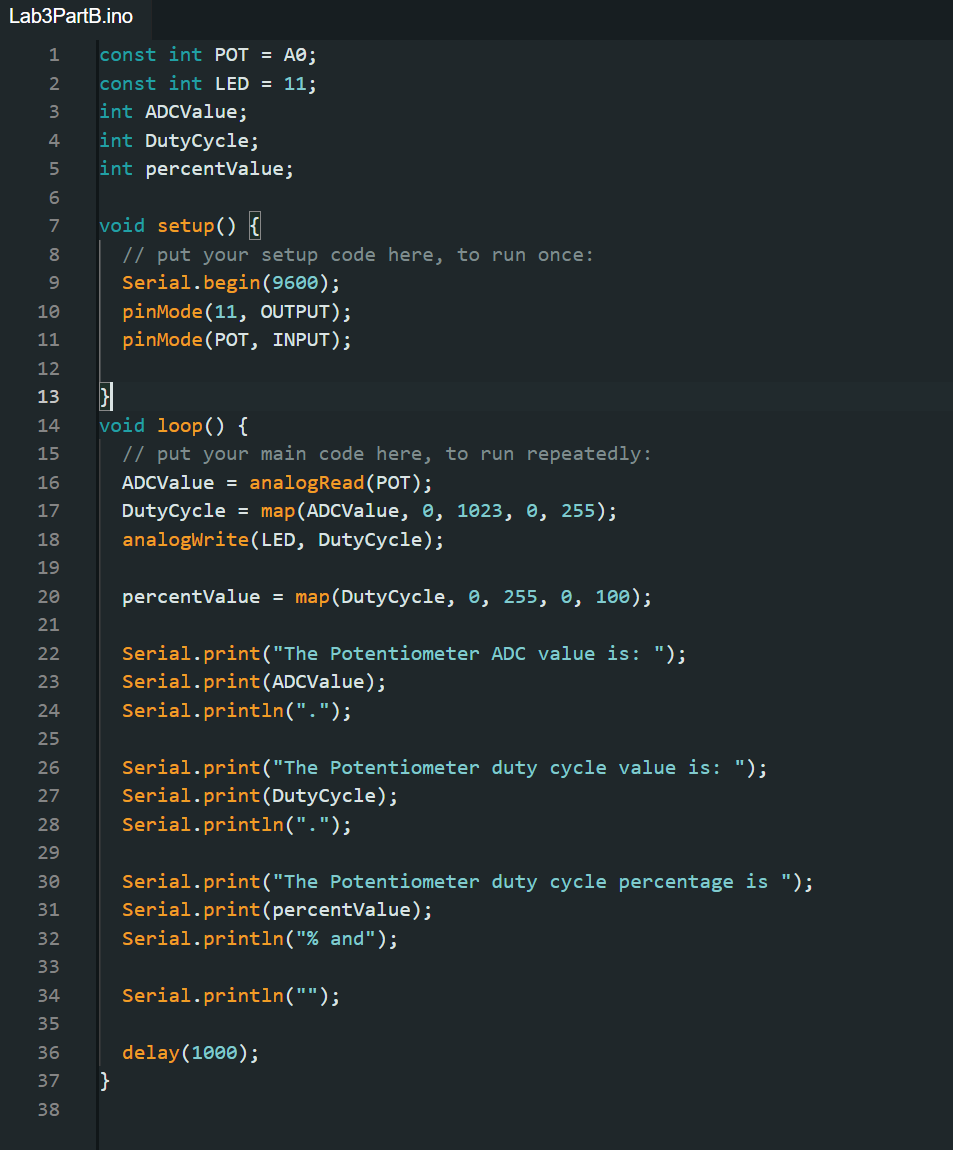 Lab3PartB.ino
1 const int POT = A0;
2 const int LED = 11;
3 int ADCValue;
4 int DutyCycle;
5 int percentValue;
6
7 void setup() {
8   // put your setup code here, to run once:
9   Serial.begin(9600);
10   pinMode(11, OUTPUT);
11   pinMode(POT, INPUT);
12
13 }
14 void loop() {
15   // put your main code here, to run repeatedly:
16   ADCValue = analogRead(POT);
17   DutyCycle = map(ADCValue, 0, 1023, 0, 255);
18   analogWrite(LED, DutyCycle);
19
20   percentValue = map(DutyCycle, 0, 255, 0, 100);
21
22   Serial.print("The Potentiometer ADC value is: ");
23   Serial.print(ADCValue);
24   Serial.println(".");
25
26   Serial.print("The Potentiometer duty cycle value is: ");
27   Serial.print(DutyCycle);
28   Serial.println(".");
29
30   Serial.print("The Potentiometer duty cycle percentage is ");
31   Serial.print(percentValue);
32   Serial.println("% and");
33
34   Serial.println("");
35
36   delay(1000);
37 }
38